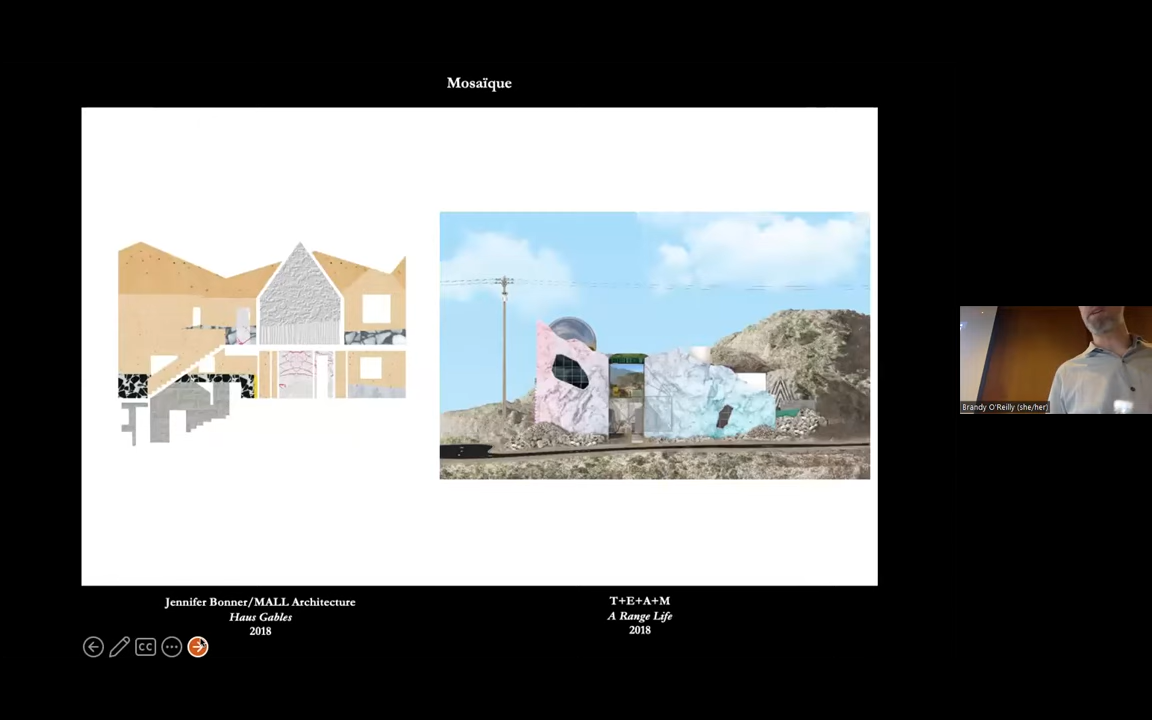 Mosaïque
Jennifer Bonner/MALL Architecture
Haus Gables
2018
T+E+A+M
A Range Life
2018
CC
Brandy O'Reilly (she/her)